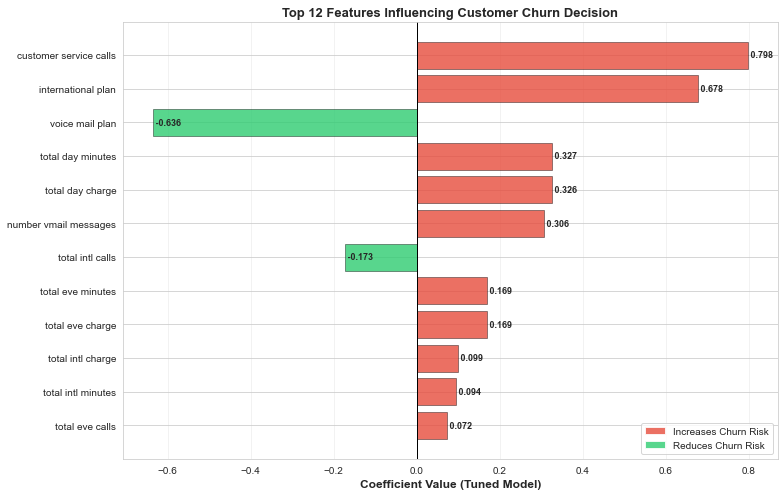 Top 12 Features Influencing Customer Churn Decision
customer service calls 0.798
international plan 0.678
voice mail plan -0.636
total day minutes 0.327
total day charge 0.326
number vmail messages 0.306
total intl calls -0.173
total eve minutes 0.169
total eve charge 0.169
total intl charge 0.099
total intl minutes 0.094
total eve calls 0.072
Increases Churn Risk
Reduces Churn Risk
−0.6 −0.4 −0.2 0.0 0.2 0.4 0.6 0.8
Coefficient Value (Tuned Model)